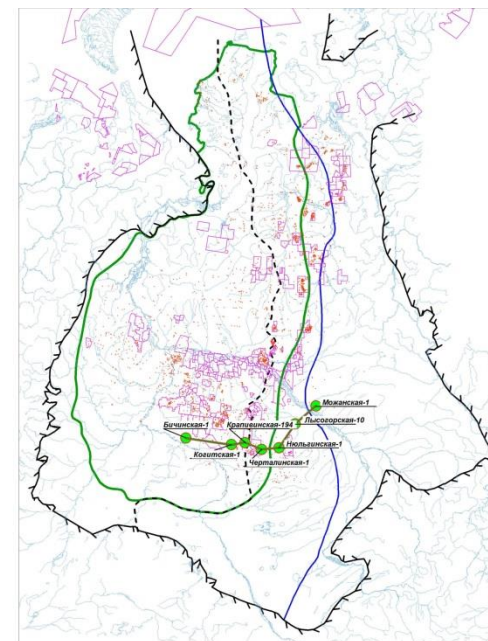 Можанская-1
Лысогорская-10
Бичинская-1
Крапивинская-194
Нюльгинская-1
Когитская-1
Черталинская-1